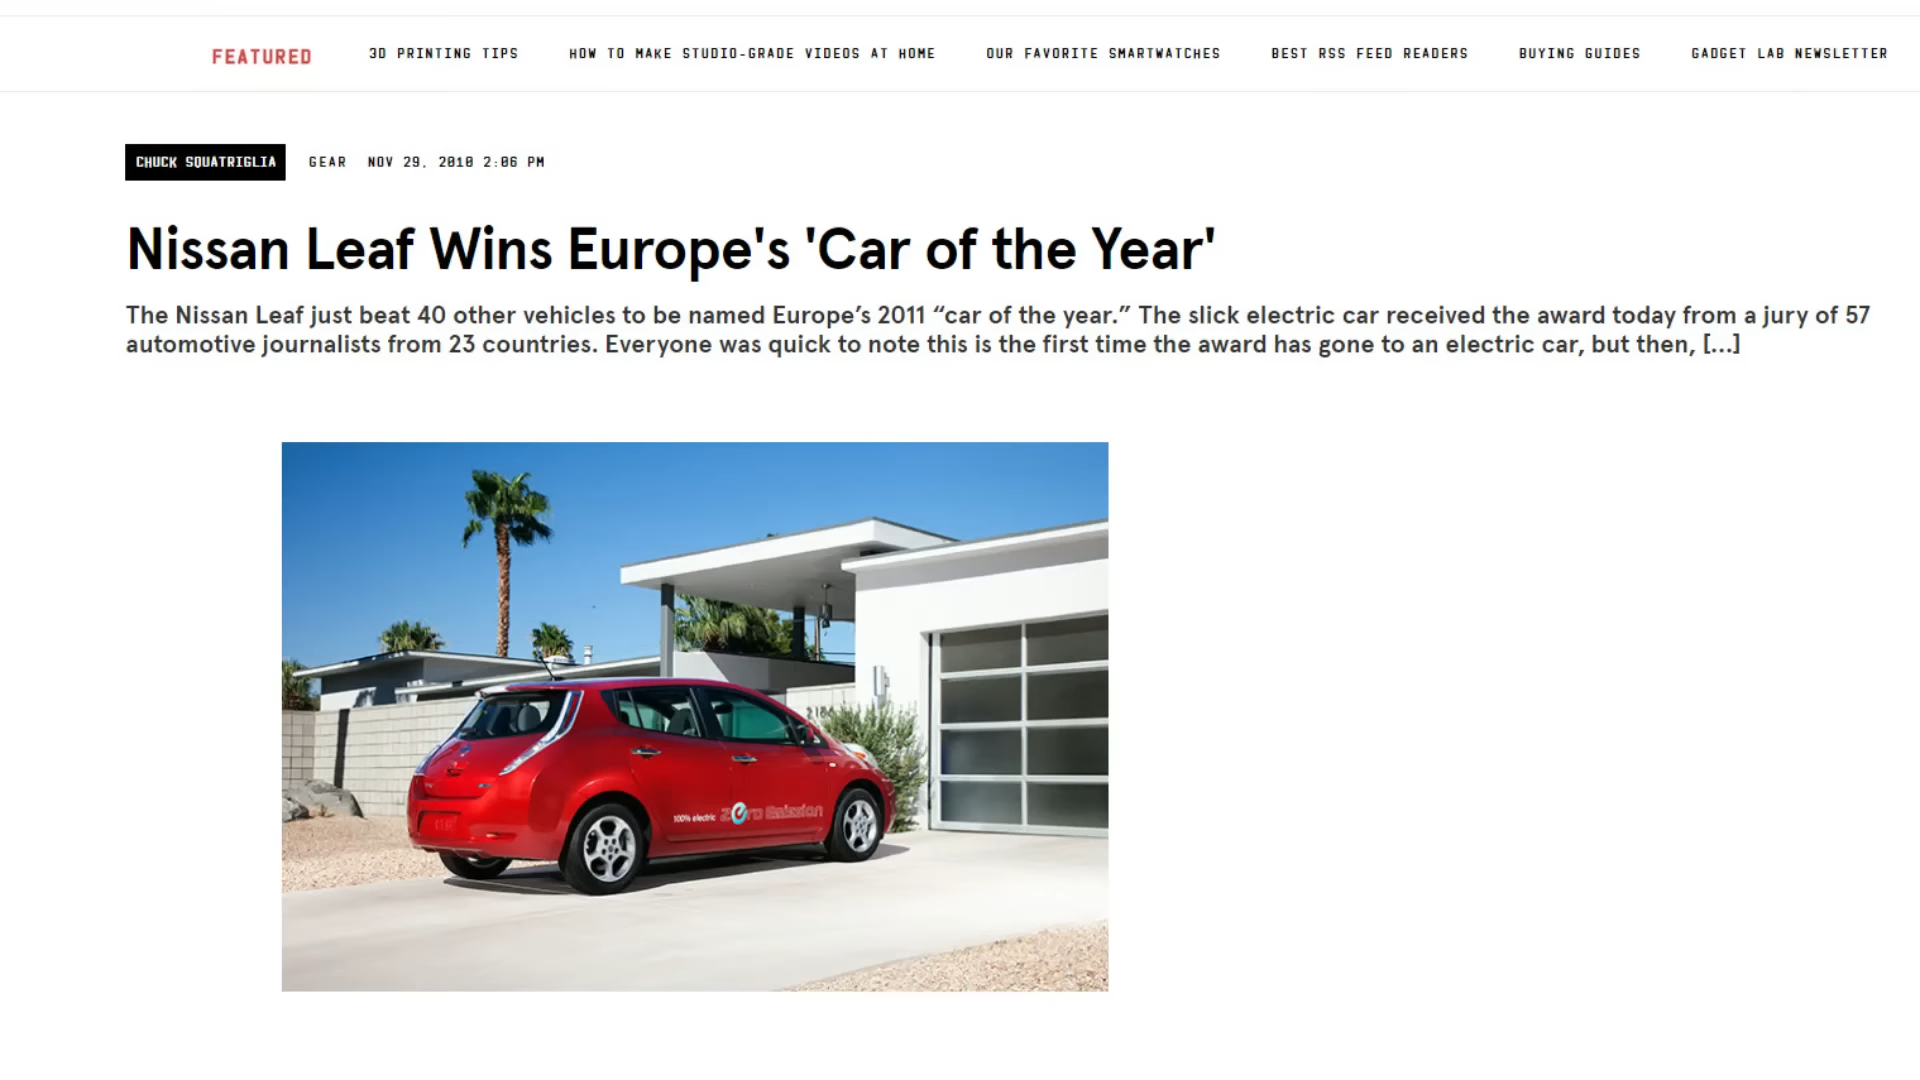 FEATURED 3D PRINTING TIPS HOW TO MAKE STUDIO-GRADE VIDEOS AT HOME OUR FAVORITE SMARTWATCHES BEST RSS FEED READERS BUYING GUIDES GADGET LAB NEWSLETTER
CHUCK SQUATRIGLIA GEAR NOV 29, 2010 2:06 PM
Nissan Leaf Wins Europe's 'Car of the Year'
The Nissan Leaf just beat 40 other vehicles to be named Europe’s 2011 “car of the year.” The slick electric car received the award today from a jury of 57
automotive journalists from 23 countries. Everyone was quick to note this is the first time the award has gone to an electric car, but then, [...]
100% electric zero emission